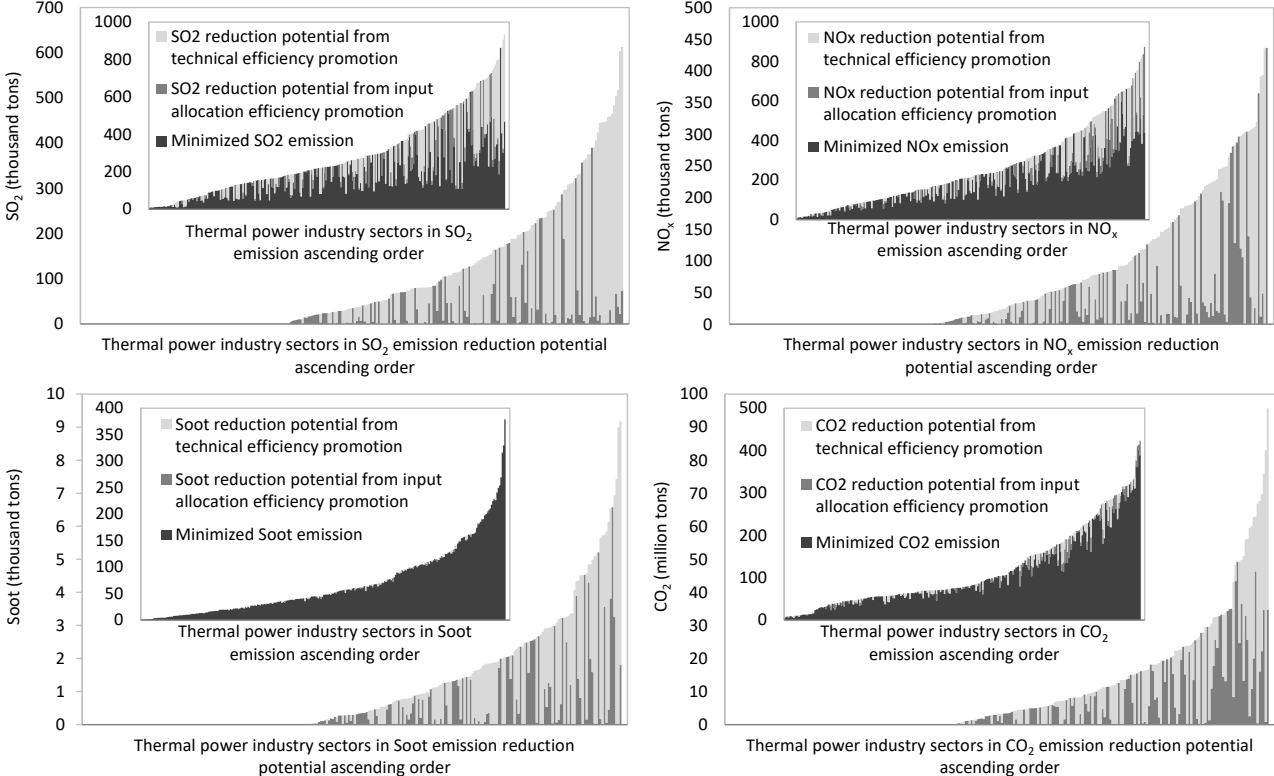 700
600
500
400
300
200
100
0
SO2 (thousand tons)
1000
800
600
400
200
0
SO2 reduction potential from
technical efficiency promotion
SO2 reduction potential from input
allocation efficiency promotion
Minimized SO2 emission
Thermal power industry sectors in SO2
emission ascending order
Thermal power industry sectors in SO2 emission reduction potential
ascending order
500
450
400
350
300
250
200
150
100
50
0
NOx (thousand tons)
1000
800
600
400
200
0
NOx reduction potential from
technical efficiency promotion
NOx reduction potential from input
allocation efficiency promotion
Minimized NOx emission
Thermal power industry sectors in NOx
emission ascending order
Thermal power industry sectors in NOx emission reduction
potential ascending order
10
9
8
7
6
5
4
3
2
1
0
Soot (thousand tons)
400
350
300
250
200
150
100
50
0
Soot reduction potential from
technical efficiency promotion
Soot reduction potential from input
allocation efficiency promotion
Minimized Soot emission
Thermal power industry sectors in Soot
emission ascending order
Thermal power industry sectors in Soot emission reduction
potential ascending order
100
90
80
70
60
50
40
30
20
10
0
CO2 (million tons)
500
400
300
200
100
0
CO2 reduction potential from
technical efficiency promotion
CO2 reduction potential from input
allocation efficiency promotion
Minimized CO2 emission
Thermal power industry sectors in CO2
emission ascending order
Thermal power industry sectors in CO2 emission reduction potential
ascending order